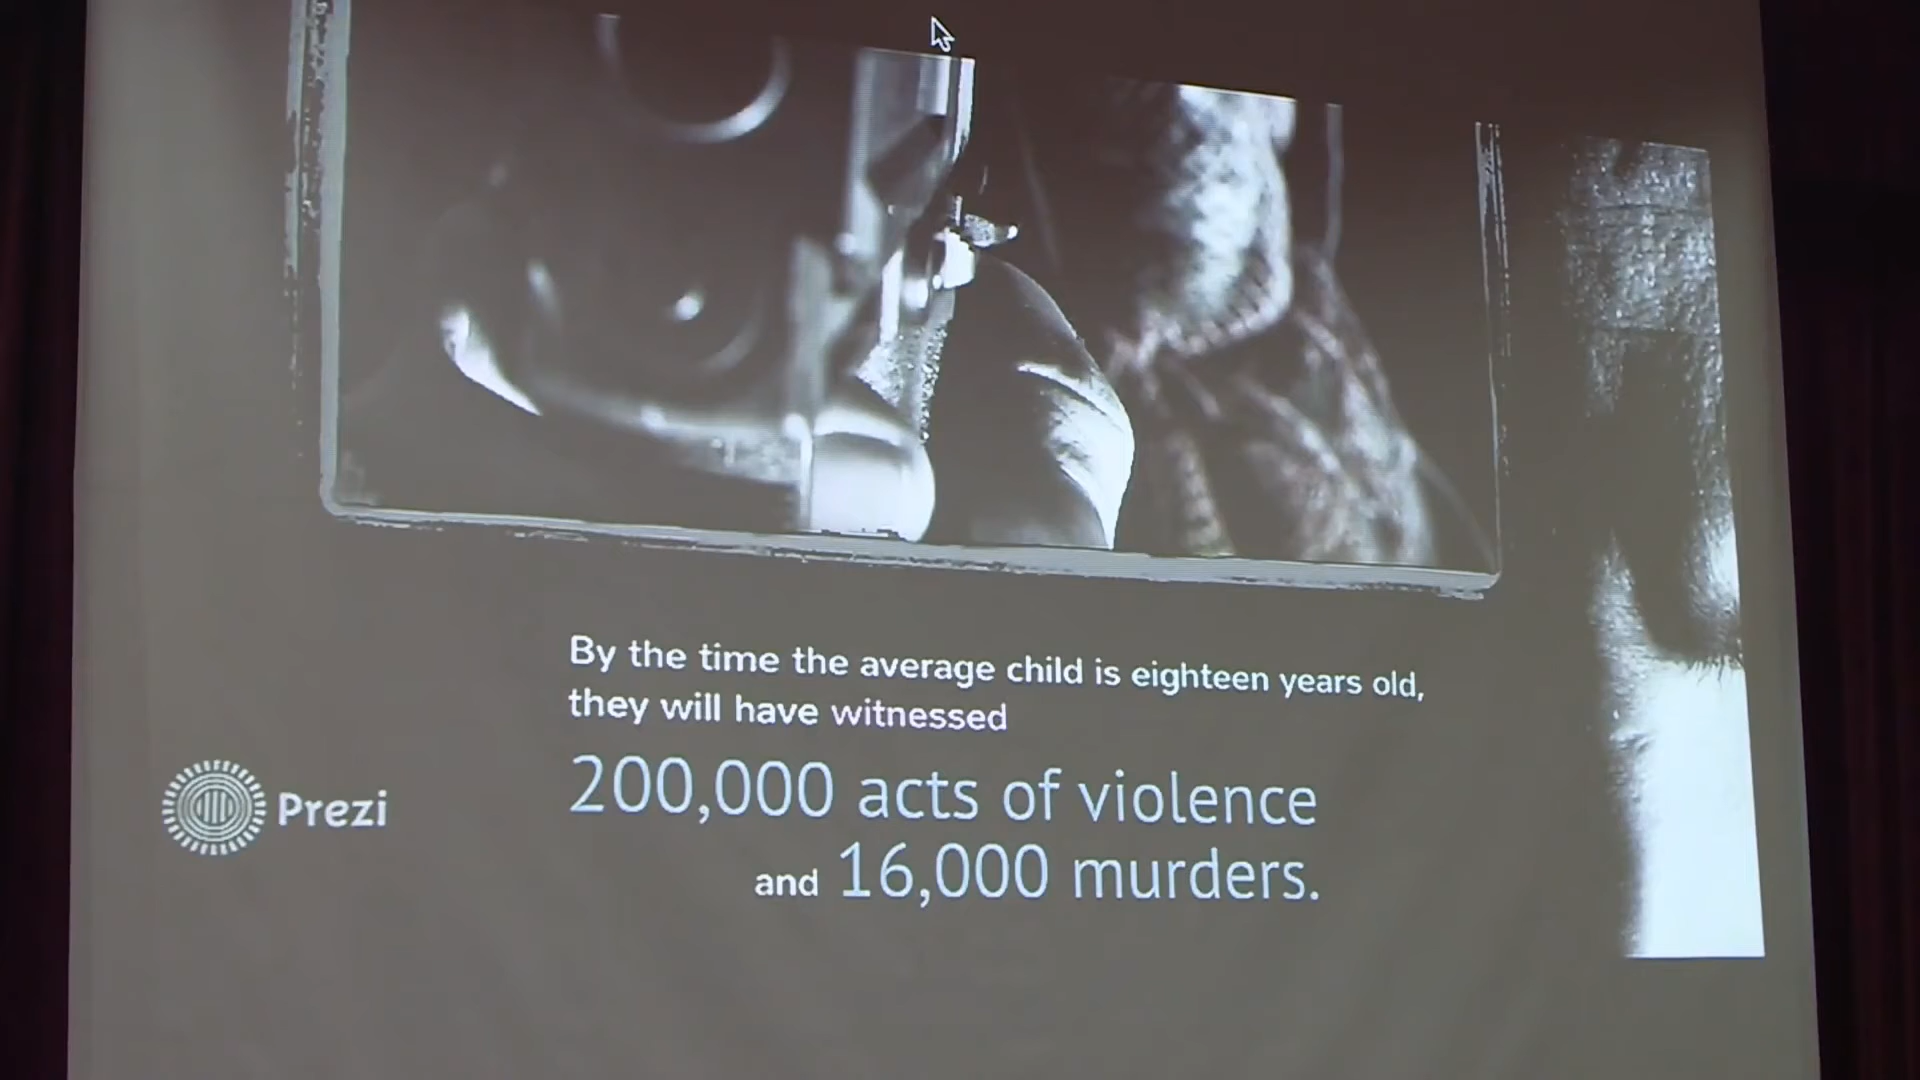 By the time the average child is eighteen years old,
they will have witnessed
200,000 acts of violence
and 16,000 murders.
Prezi